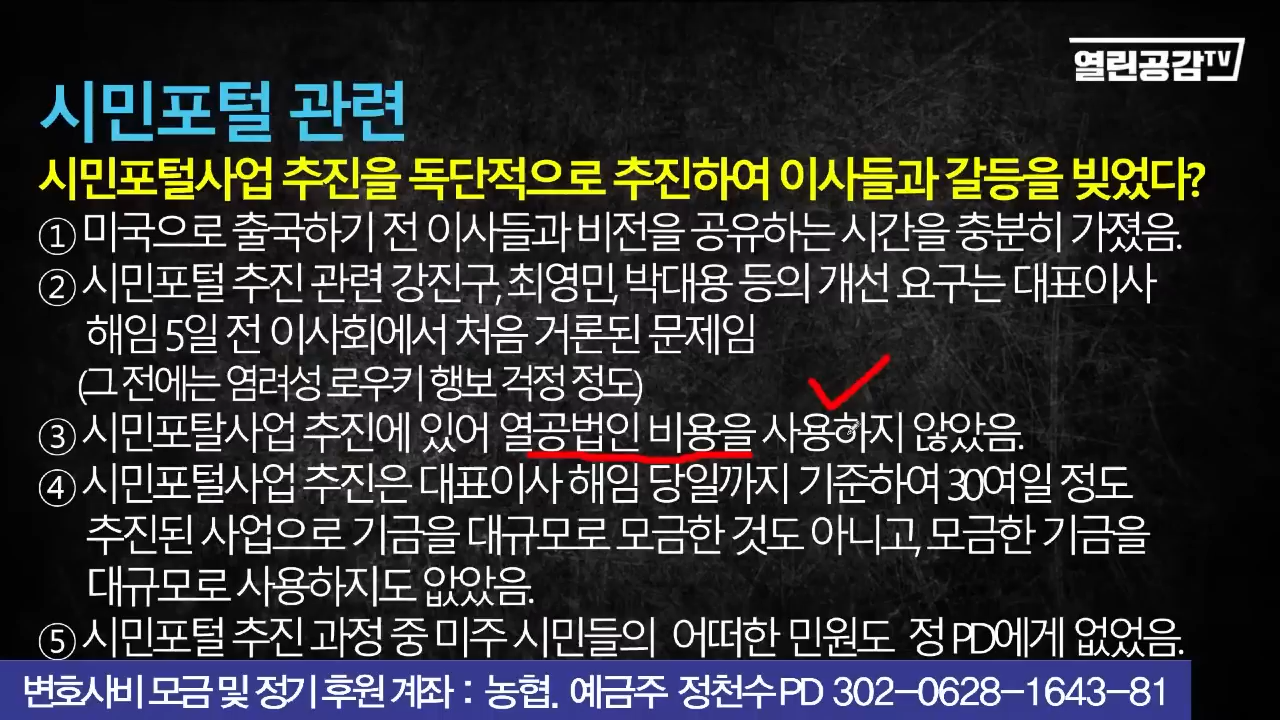 열린공감TV
시민포털 관련
시민포털사업 추진을 독단적으로 추진하여 이사들과 갈등을 빚었다?
① 미국으로 출국하기 전 이사들과 비전을 공유하는 시간을 충분히 가졌음.
② 시민포털 추진 관련 강진구, 최영민, 박대용 등의 개선 요구는 대표이사
해임 5일 전 이사회에서 처음 거론된 문제임
(그 전에는 염려성 로우키 행보 걱정 정도)
③ 시민포탈사업 추진에 있어 열공법인 비용을 사용하지 않았음.
④ 시민포털사업 추진은 대표이사 해임 당일까지 기준하여 30여일 정도
추진된 사업으로 기금을 대규모로 모금한 것도 아니고, 모금한 기금을
대규모로 사용하지도 않았음.
⑤ 시민포털 추진 과정 중 미주 시민들의 어떠한 민원도 정PD에게 없었음.
변호사비 모금 및 정기 후원 계좌 : 농협. 예금주 정천수PD 302-0628-1643-81